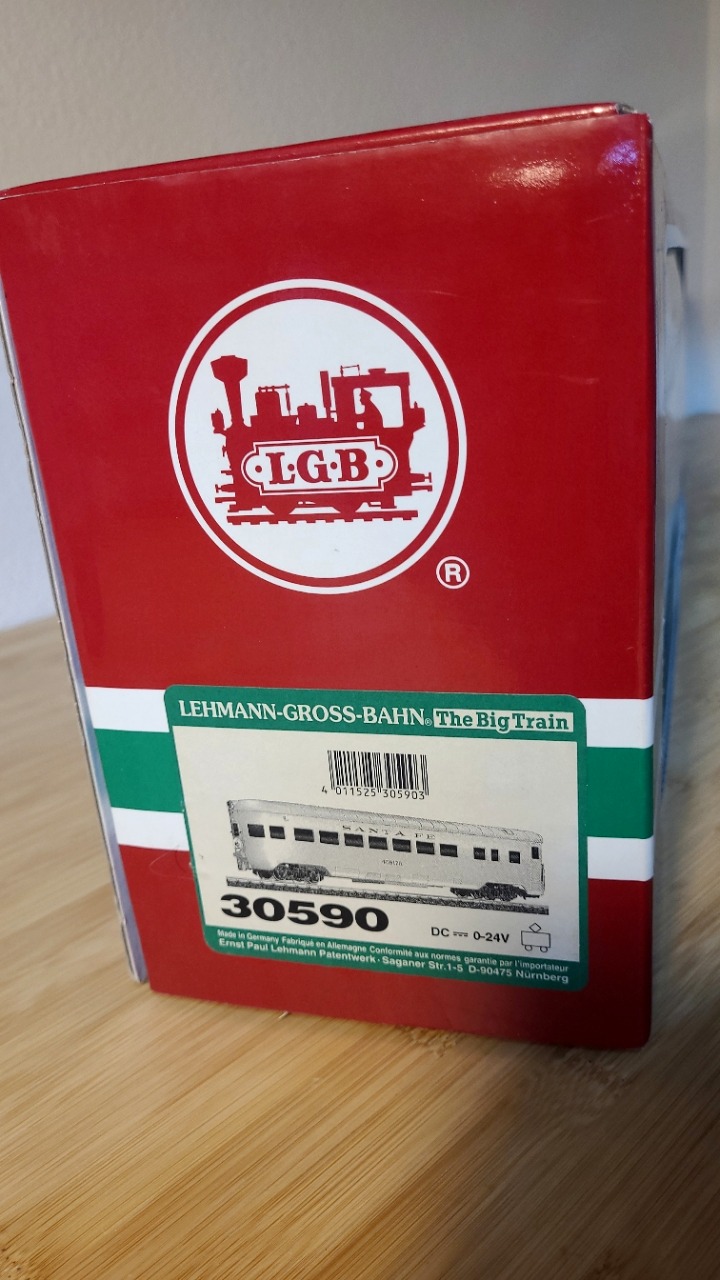 L·G·B
®
LEHMANN-GROSS-BAHN® The Big Train
4 011525 305903
SANTA FE
30590
DC 0-24V
Made in Germany Fabriqué en Allemagne Conformité aux normes garantie par l'importateur
Ernst Paul Lehmann Patentwerk · Saganer Str.1-5 D-90475 Nürnberg